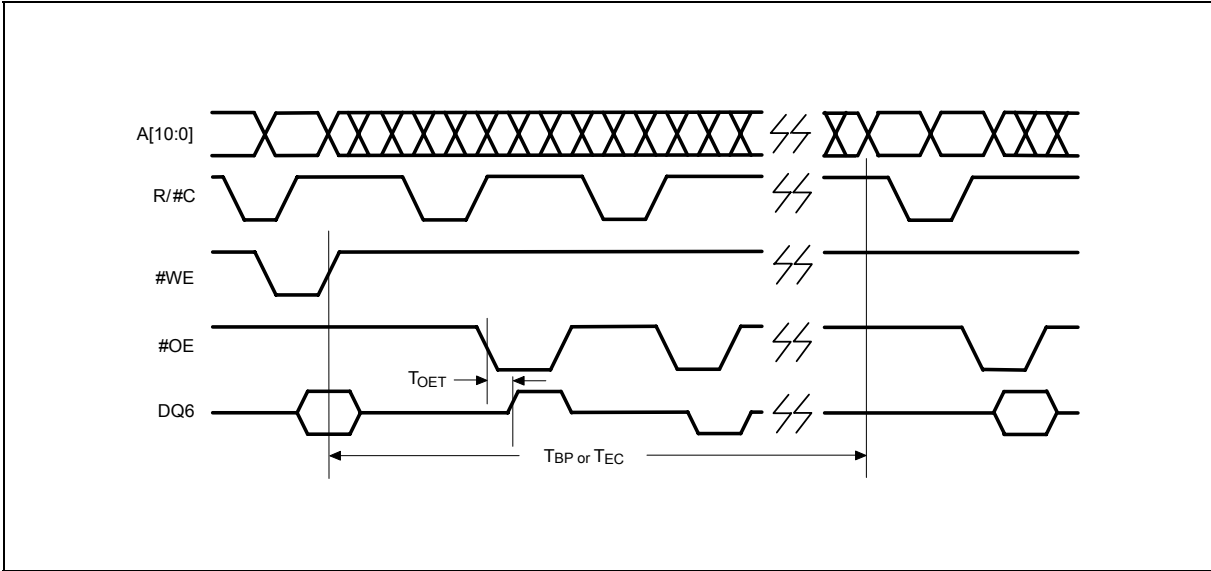 A[10:0]
R/#C
#WE
#OE
TOET
DQ6
TBP or TEC